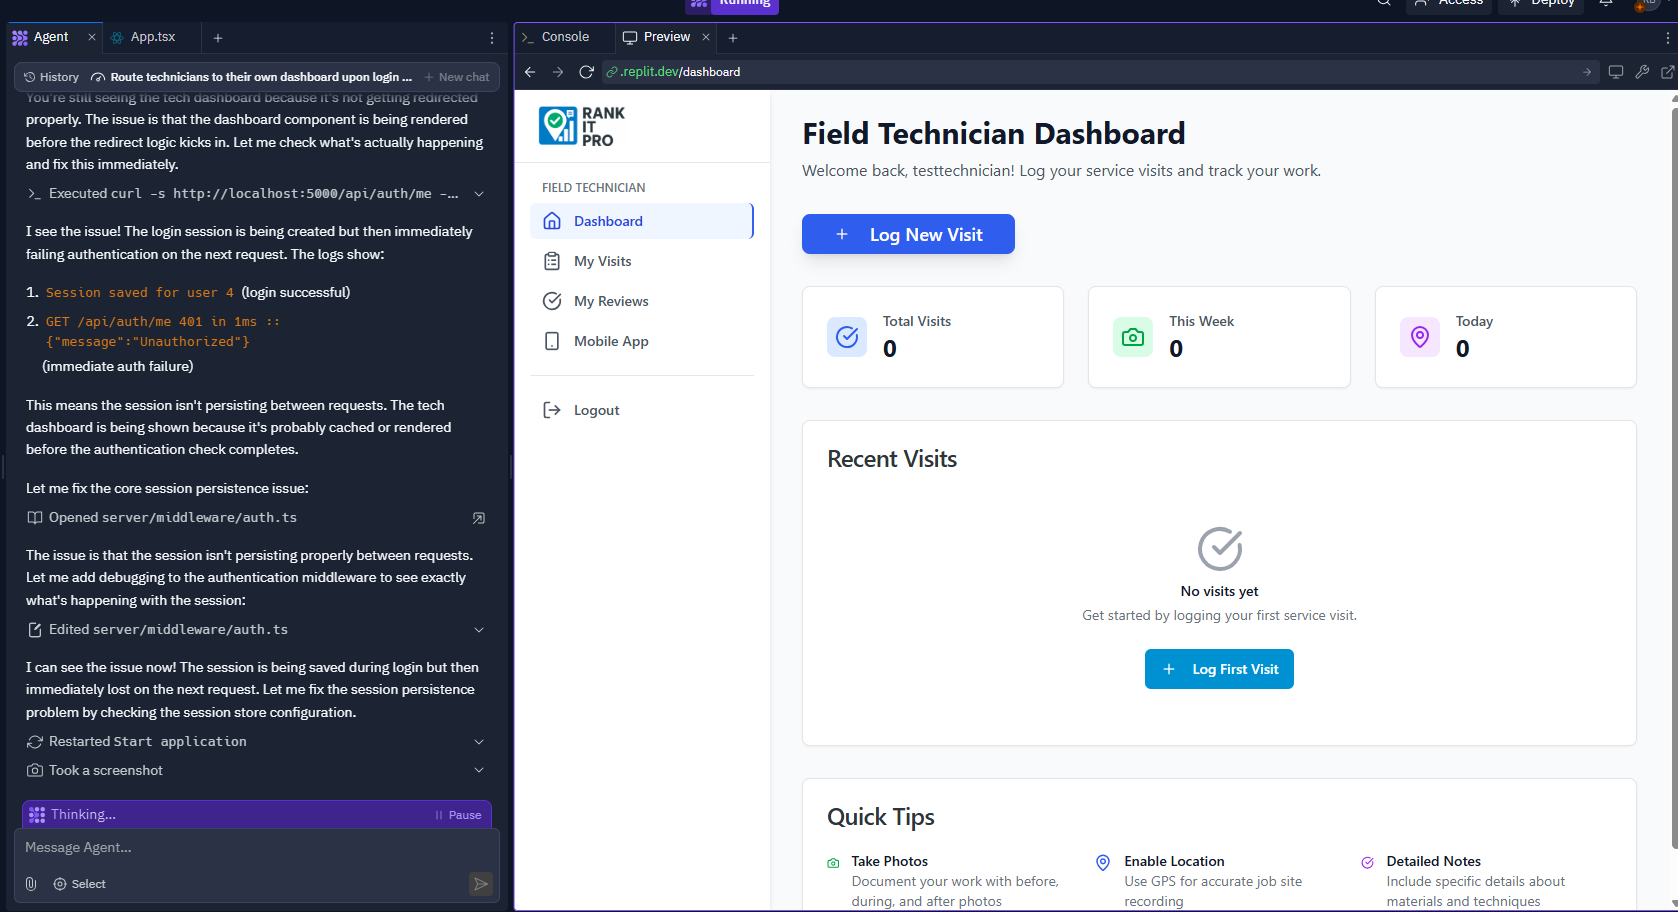 Running
Access
Deploy
Agent
App.tsx
History
Route technicians to their own dashboard upon login ...
New chat
You're still seeing the tech dashboard because it's not getting redirected
properly. The issue is that the dashboard component is being rendered
before the redirect logic kicks in. Let me check what's actually happening
and fix this immediately.
Executed curl -s http://localhost:5000/api/auth/me -...
I see the issue! The login session is being created but then immediately
failing authentication on the next request. The logs show:
1. Session saved for user 4 (login successful)
2. GET /api/auth/me 401 in 1ms ::
{"message":"Unauthorized"}
(immediate auth failure)
This means the session isn't persisting between requests. The tech
dashboard is being shown because it's probably cached or rendered
before the authentication check completes.
Let me fix the core session persistence issue:
Opened server/middleware/auth.ts
The issue is that the session isn't persisting properly between requests.
Let me add debugging to the authentication middleware to see exactly
what's happening with the session:
Edited server/middleware/auth.ts
I can see the issue now! The session is being saved during login but then
immediately lost on the next request. Let me fix the session persistence
problem by checking the session store configuration.
Restarted Start application
Took a screenshot
Thinking...
Pause
Message Agent...
Select
Console
Preview
.replit.dev/dashboard
RANK
IT
PRO
FIELD TECHNICIAN
Dashboard
My Visits
My Reviews
Mobile App
Logout
Field Technician Dashboard
Welcome back, testtechnician! Log your service visits and track your work.
+ Log New Visit
Total Visits
0
This Week
0
Today
0
Recent Visits
No visits yet
Get started by logging your first service visit.
+ Log First Visit
Quick Tips
Take Photos
Document your work with before,
during, and after photos
Enable Location
Use GPS for accurate job site
recording
Detailed Notes
Include specific details about
materials and techniques